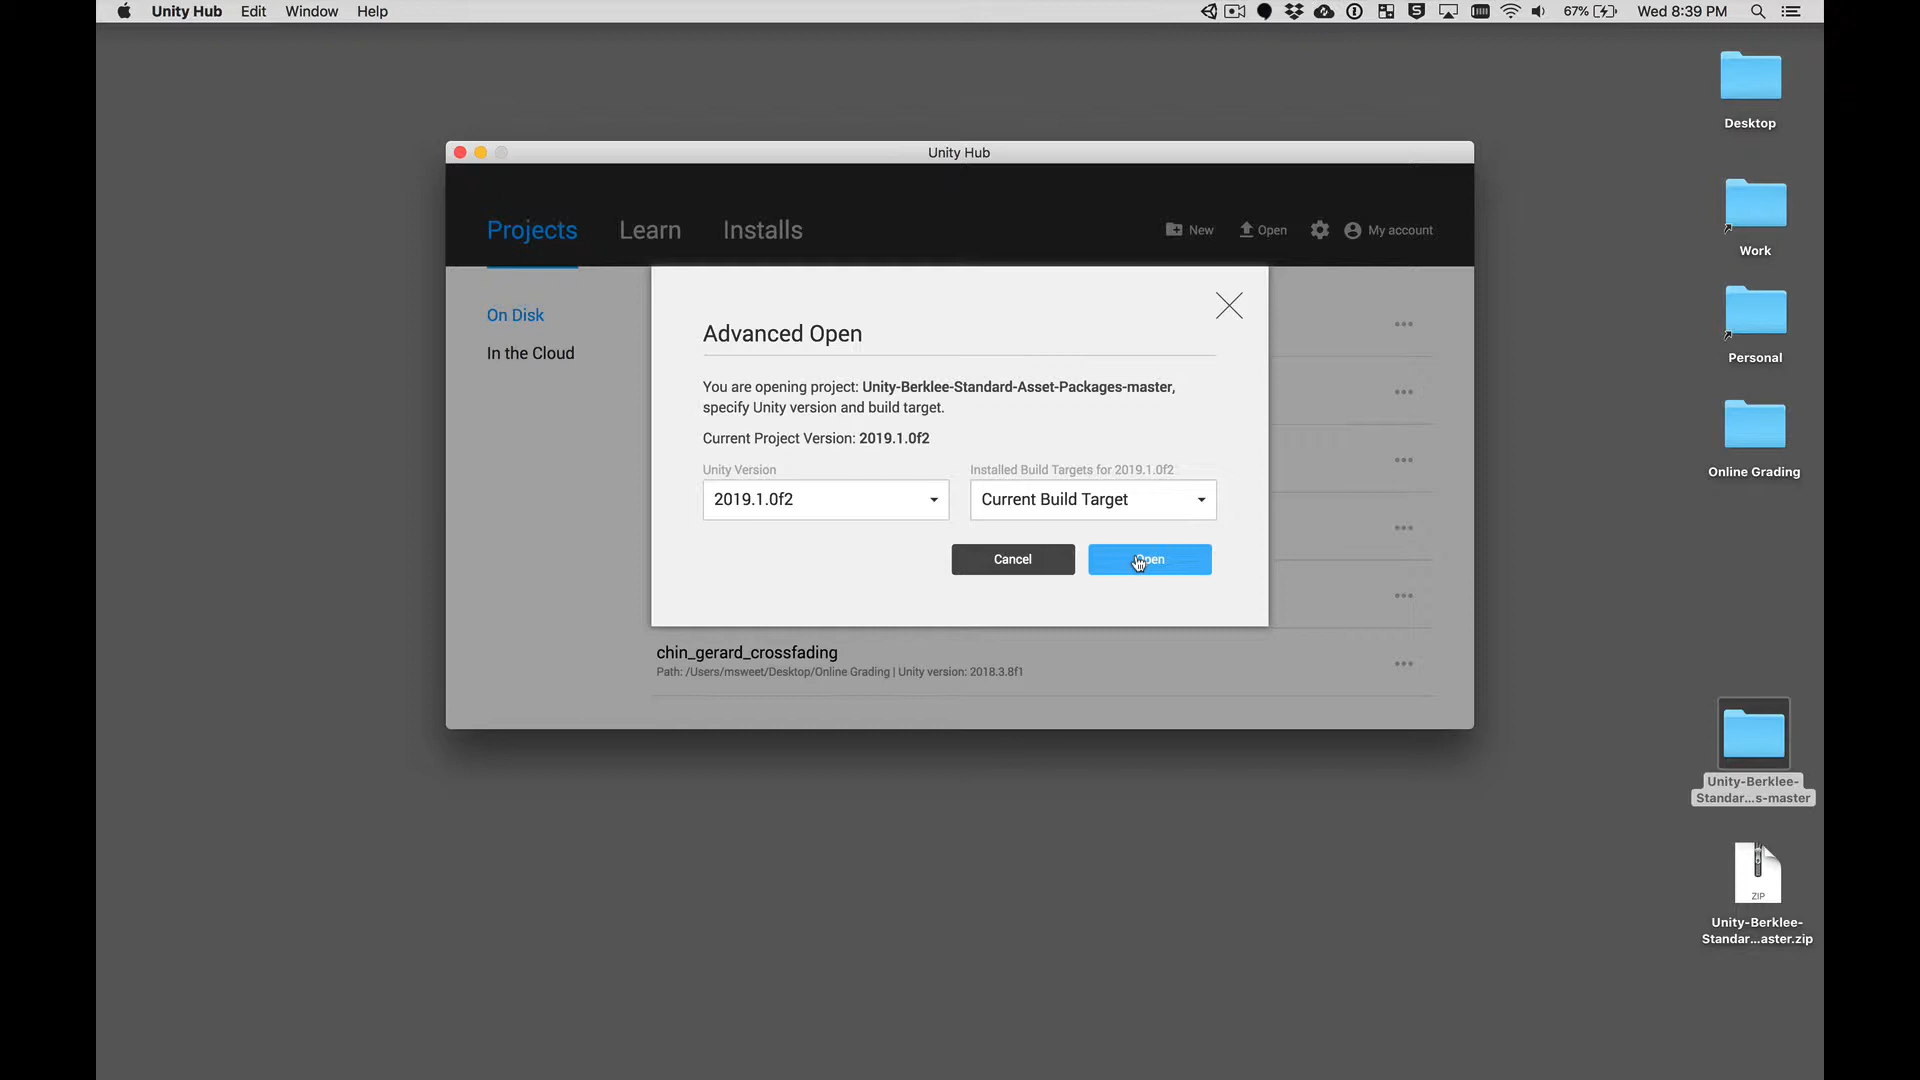 Unity Hub Edit Window Help 67% Wed 8:39 PM
Desktop
Work
Personal
Online Grading
Unity Hub
Projects Learn Installs New Open My account
On Disk
In the Cloud
Advanced Open
You are opening project: Unity-Berklee-Standard-Asset-Packages-master,
specify Unity version and build target.
Current Project Version: 2019.1.0f2
Unity Version Installed Build Targets for 2019.1.0f2
2019.1.0f2 Current Build Target
Cancel Open
chin_gerard_crossfading
Path: /Users/msweet/Desktop/Online Grading | Unity version: 2018.3.8f1
Unity-Berklee-
Standar...s-master
ZIP
Unity-Berklee-
Standar...aster.zip